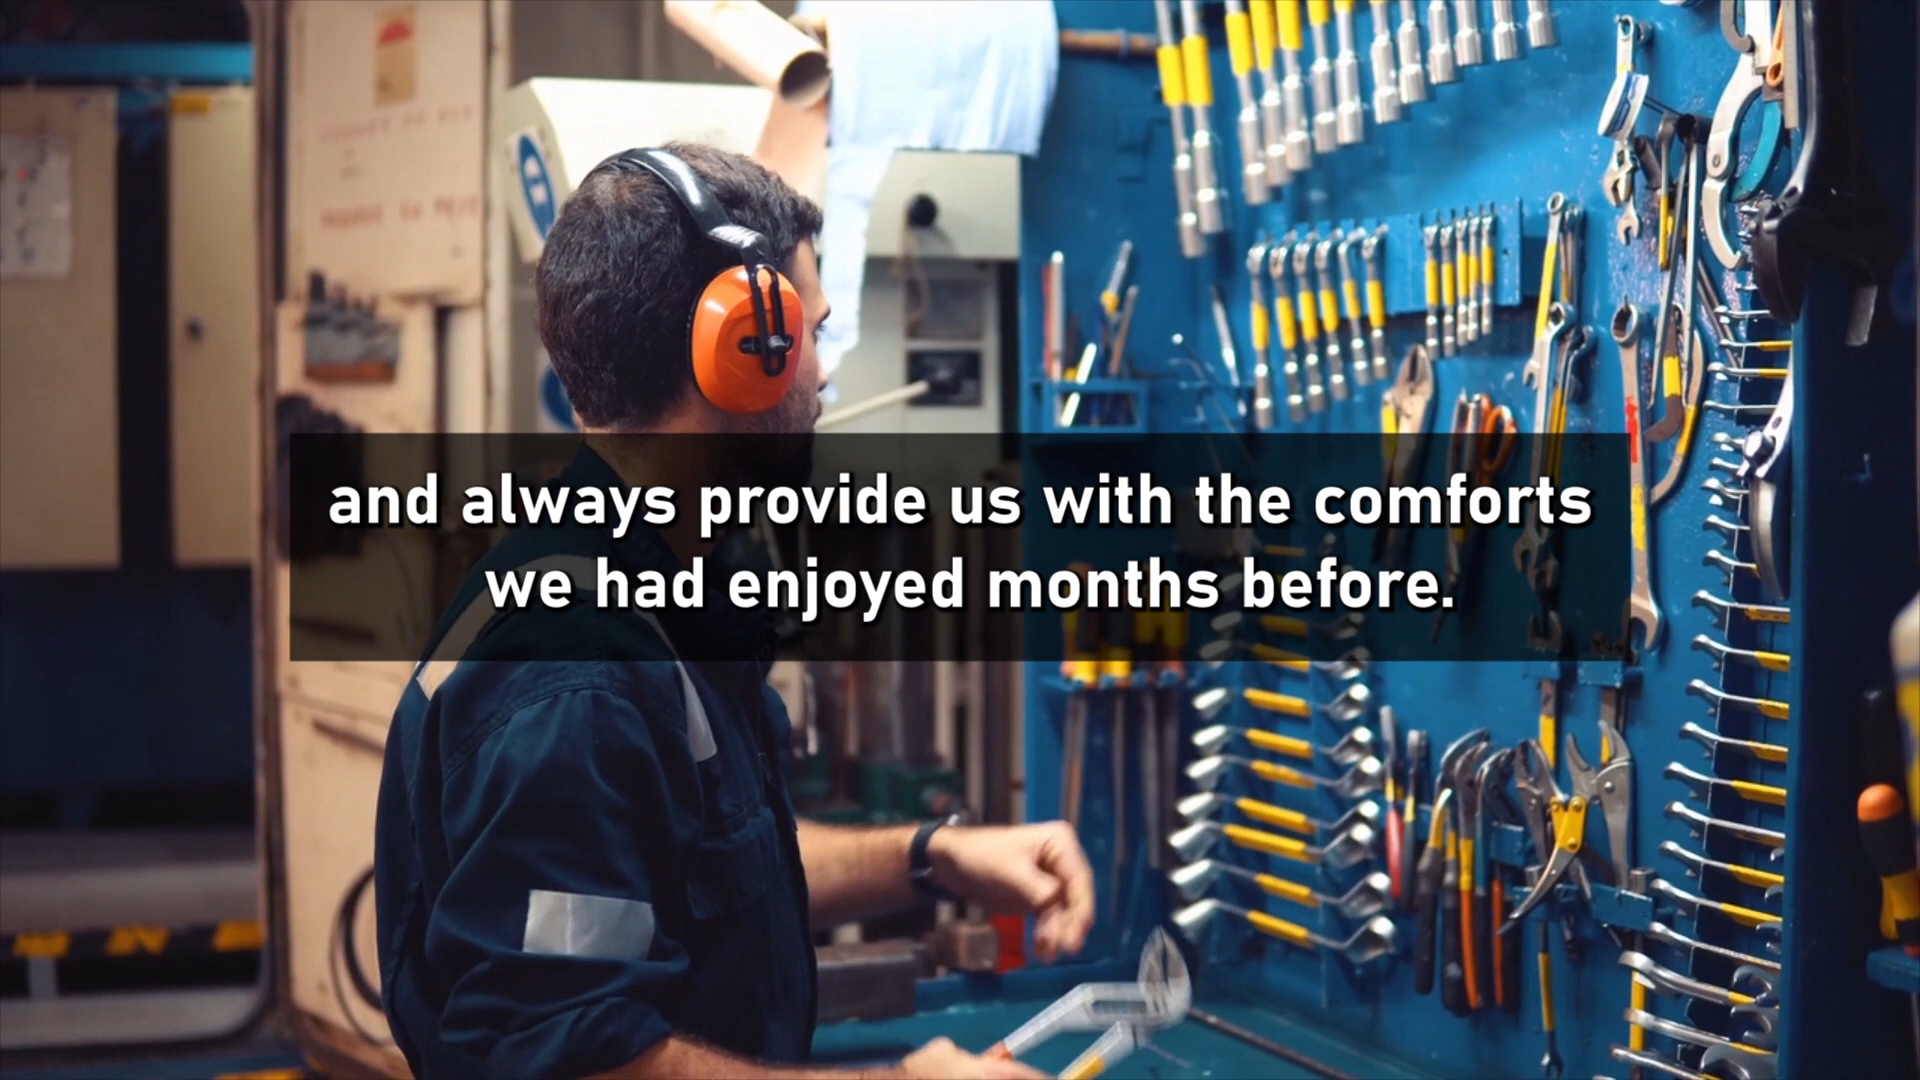 and always provide us with the comforts
we had enjoyed months before.